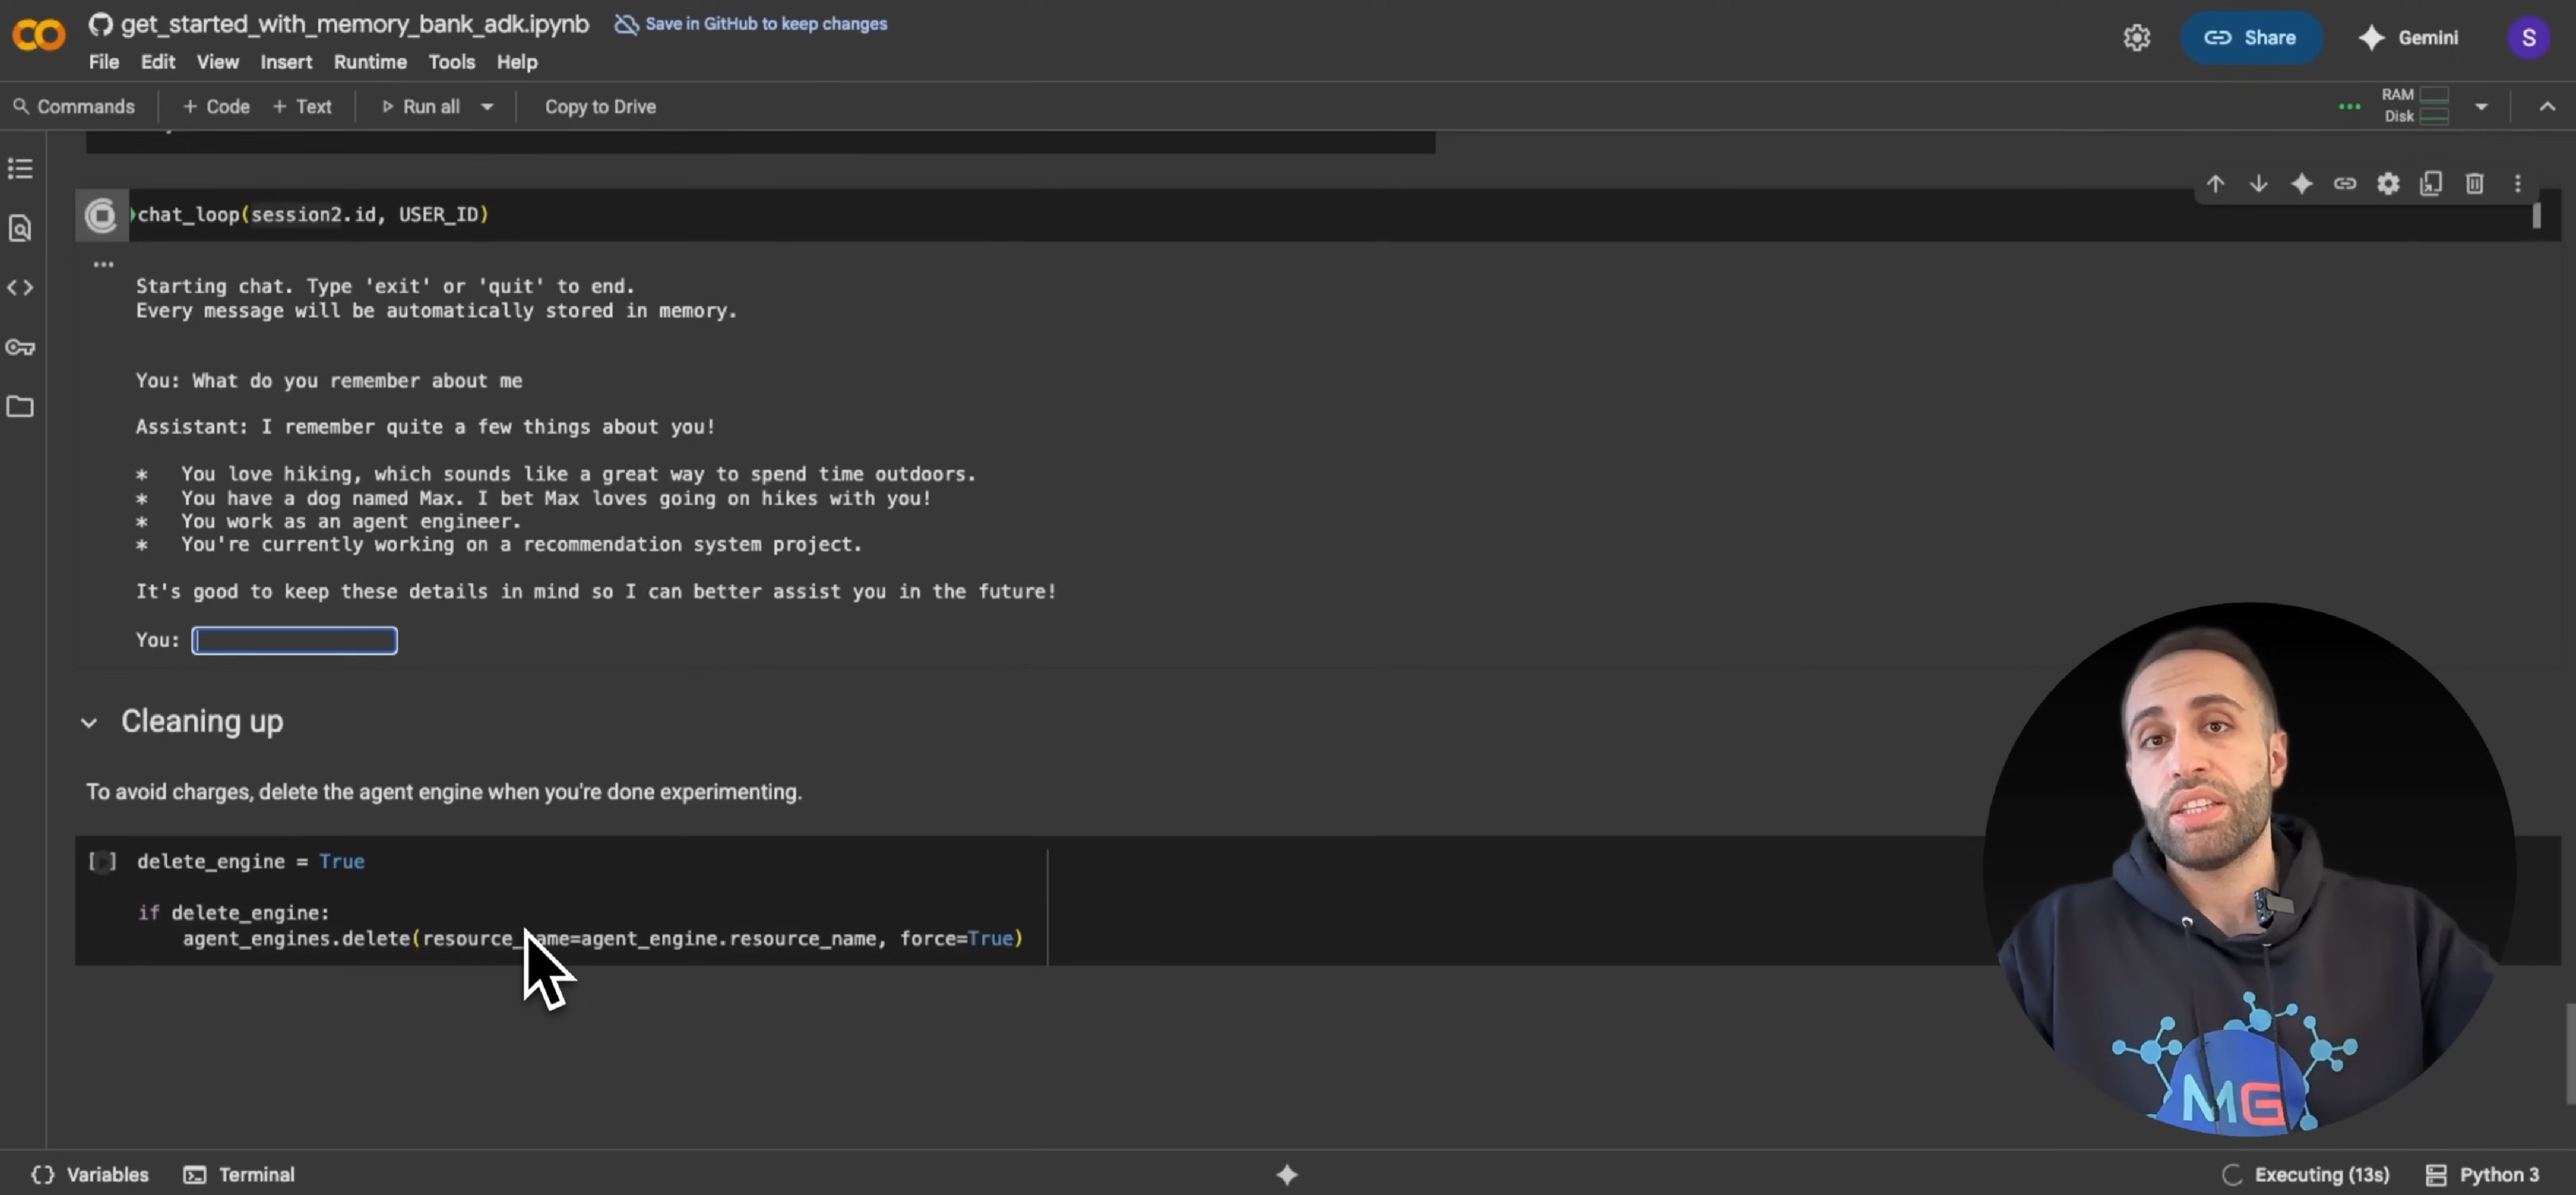 get_started_with_memory_bank_adk.ipynb
Save in GitHub to keep changes
Share
Gemini
S
File Edit View Insert Runtime Tools Help
Commands
+ Code + Text
Run all
Copy to Drive
RAM
Disk
chat_loop(session2.id, USER_ID)
Starting chat. Type 'exit' or 'quit' to end.
Every message will be automatically stored in memory.
You: What do you remember about me
Assistant: I remember quite a few things about you!
* You love hiking, which sounds like a great way to spend time outdoors.
* You have a dog named Max. I bet Max loves going on hikes with you!
* You work as an agent engineer.
* You're currently working on a recommendation system project.
It's good to keep these details in mind so I can better assist you in the future!
You:
Cleaning up
To avoid charges, delete the agent engine when you're done experimenting.
[ ] delete_engine = True
if delete_engine:
agent_engines.delete(resource_name=agent_engine.resource_name, force=True)
MG
{} Variables
Terminal
Executing (13s)
Python 3